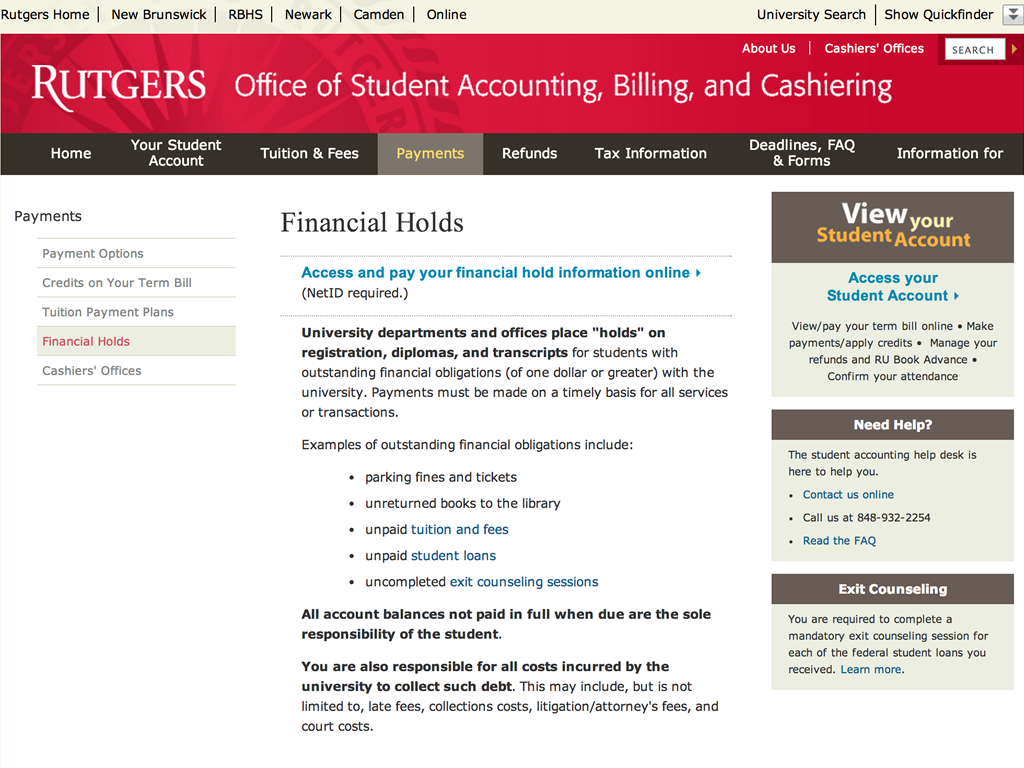 Rutgers Home | New Brunswick | RBHS | Newark | Camden | Online
University Search | Show Quickfinder
About Us | Cashiers' Offices
SEARCH
RUTGERS
Office of Student Accounting, Billing, and Cashiering
Home
Your Student
Account
Tuition & Fees
Payments
Refunds
Tax Information
Deadlines, FAQ
& Forms
Information for
Payments
Payment Options
Credits on Your Term Bill
Tuition Payment Plans
Financial Holds
Cashiers' Offices
Financial Holds
Access and pay your financial hold information online
(NetID required.)
University departments and offices place "holds" on
registration, diplomas, and transcripts for students with
outstanding financial obligations (of one dollar or greater) with the
university. Payments must be made on a timely basis for all services
or transactions.
Examples of outstanding financial obligations include:
• parking fines and tickets
• unreturned books to the library
• unpaid tuition and fees
• unpaid student loans
• uncompleted exit counseling sessions
All account balances not paid in full when due are the sole
responsibility of the student.
You are also responsible for all costs incurred by the
university to collect such debt. This may include, but is not
limited to, late fees, collections costs, litigation/attorney's fees, and
court costs.
View your
Student Account
Access your
Student Account
View/pay your term bill online • Make
payments/apply credits • Manage your
refunds and RU Book Advance •
Confirm your attendance
Need Help?
The student accounting help desk is
here to help you.
• Contact us online
• Call us at 848-932-2254
• Read the FAQ
Exit Counseling
You are required to complete a
mandatory exit counseling session for
each of the federal student loans you
received. Learn more.